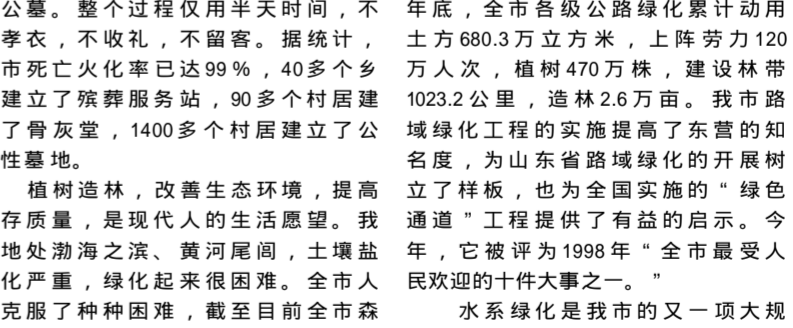 公墓。整个过程仅用半天时间，不
孝衣，不收礼，不留客。据统计，
市死亡火化率已达99%，40多个乡
建立了殡葬服务站，90多个村居建
了骨灰堂，1400多个村居建立了公
性墓地。
植树造林，改善生态环境，提高
存质量，是现代人的生活愿望。我
地处渤海之滨、黄河尾闾，土壤盐
化严重，绿化起来很困难。全市人
克服了种种困难，截至目前全市森
年底，全市各级公路绿化累计动用
土方680.3万立方米，上阵劳力120
万人次，植树470万株，建设林带
1023.2公里，造林2.6万亩。我市路
域绿化工程的实施提高了东营的知
名度，为山东省路域绿化的开展树
立了样板，也为全国实施的“绿色
通道”工程提供了有益的启示。今
年，它被评为1998年“全市最受人
民欢迎的十件大事之一。”
水系绿化是我市的又一项大规